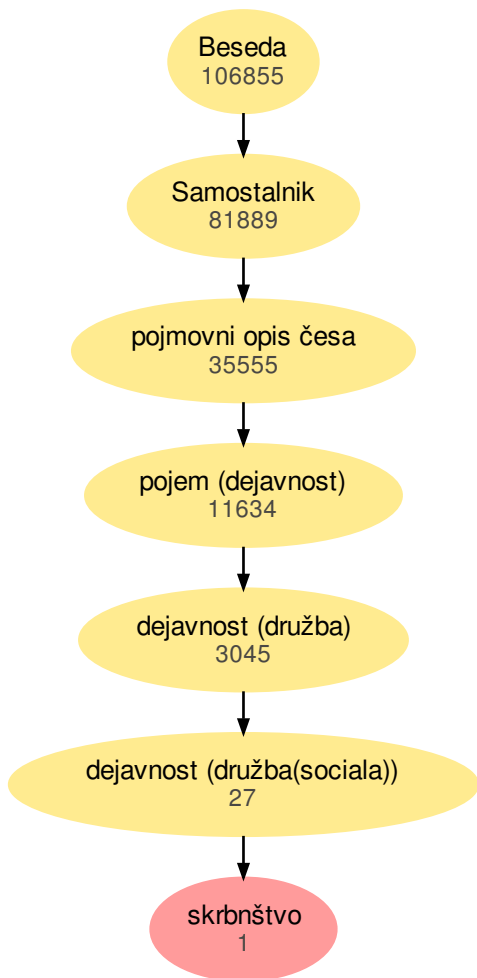 Beseda
106855
Samostalnik
81889
pojmovni opis česa
35555
pojem (dejavnost)
11634
dejavnost (družba)
3045
dejavnost (družba(sociala))
27
skrbnštvo
1